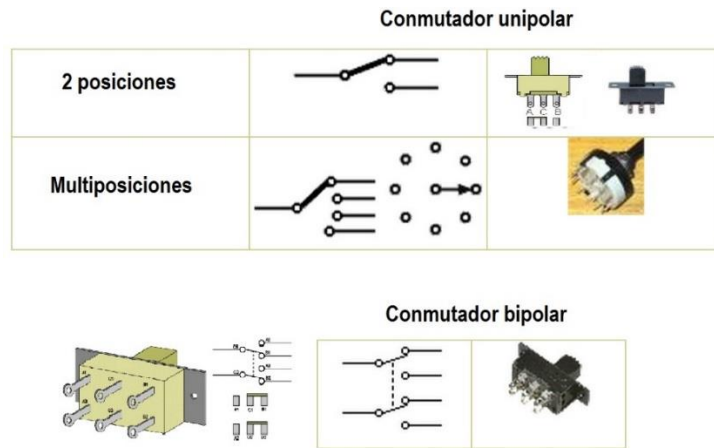 Conmutador unipolar
2 posiciones
A C B
Multiposiciones
Conmutador bipolar